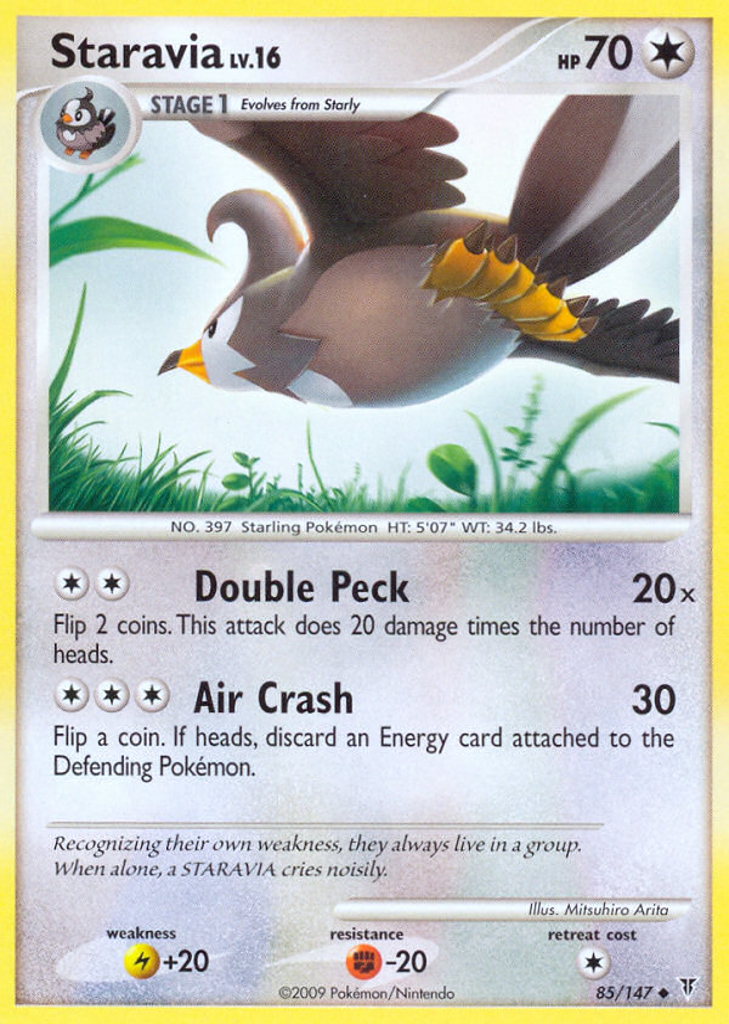 Staravia LV.16 HP 70
STAGE 1 Evolves from Starly
NO. 397 Starling Pokémon HT: 5'07" WT: 34.2 lbs.
Double Peck 20x
Flip 2 coins. This attack does 20 damage times the number of
heads.
Air Crash 30
Flip a coin. If heads, discard an Energy card attached to the
Defending Pokémon.
Recognizing their own weakness, they always live in a group.
When alone, a STARAVIA cries noisily.
Illus. Mitsuhiro Arita
weakness resistance retreat cost
+20 -20
©2009 Pokémon/Nintendo 85/147